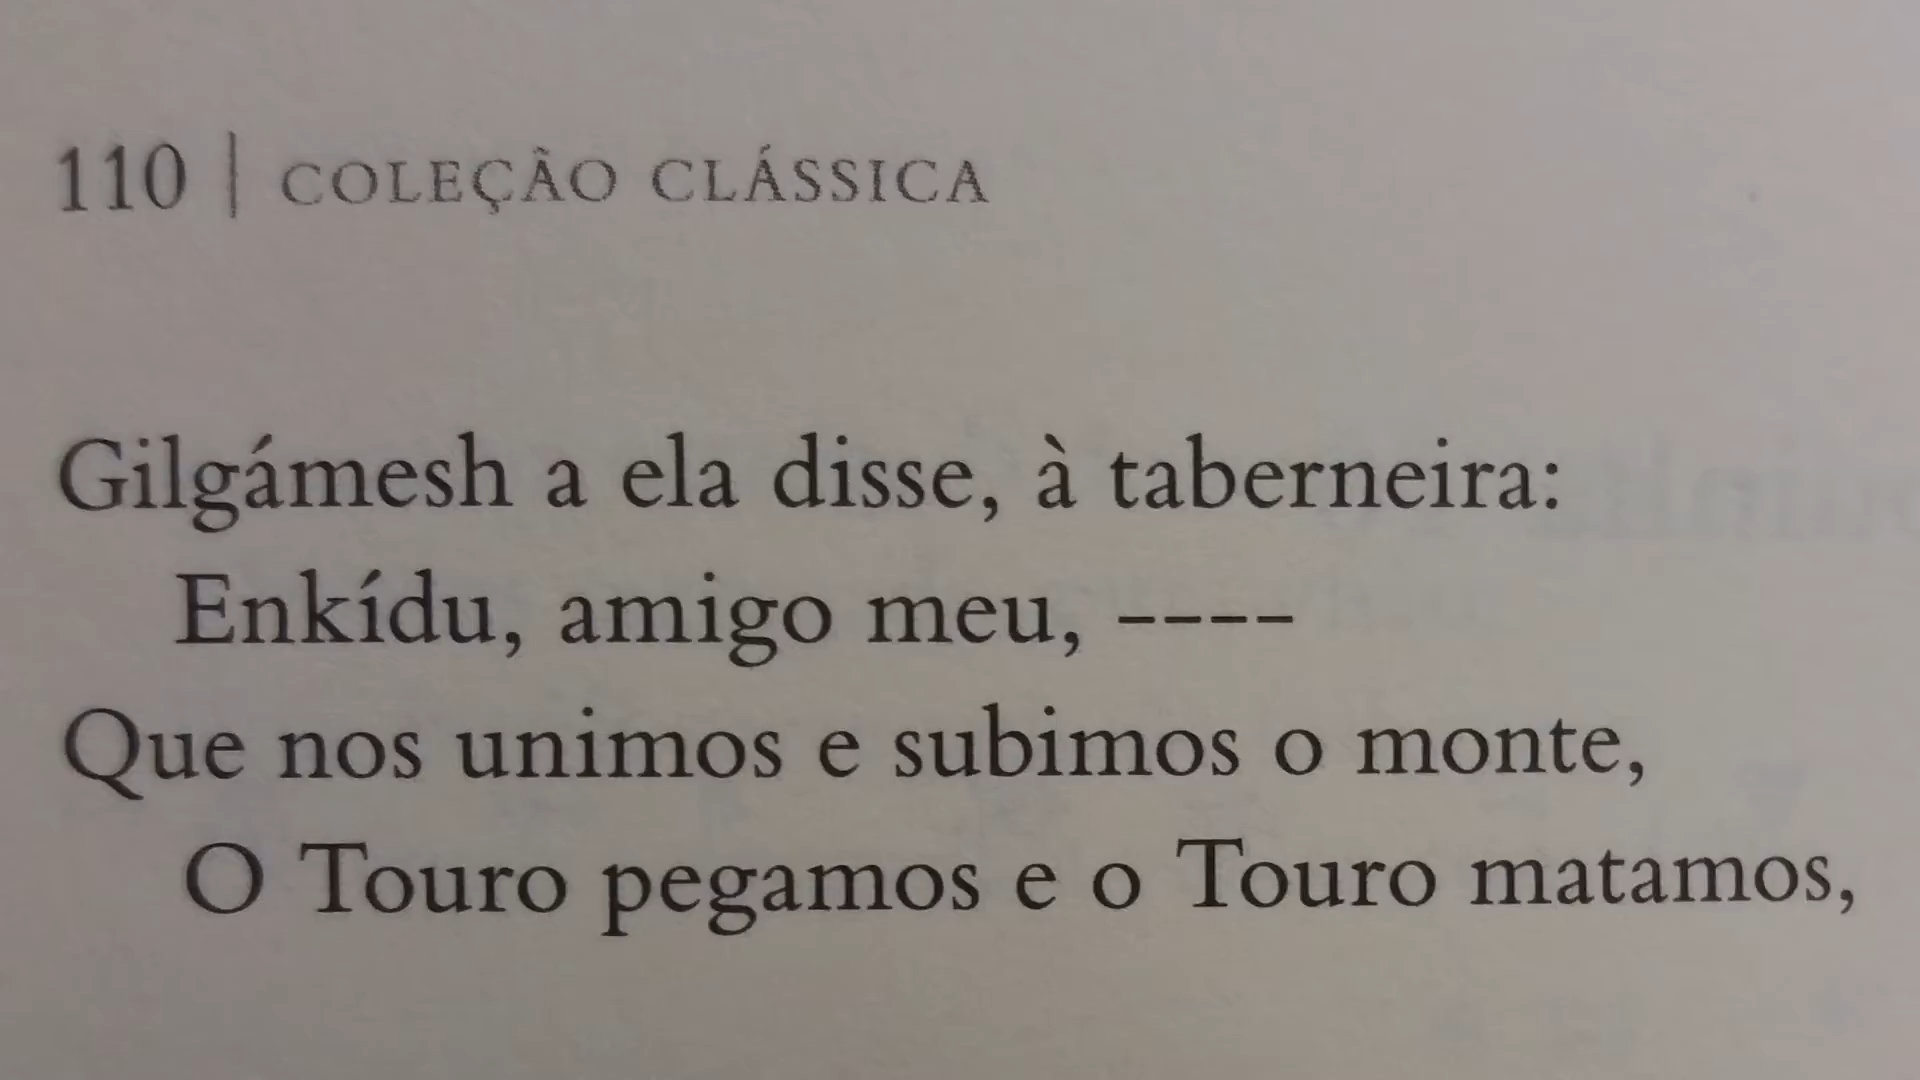 110 | COLEÇÃO CLÁSSICA
Gilgámesh a ela disse, à taberneira:
Enkídu, amigo meu, ----
Que nos unimos e subimos o monte,
O Touro pegamos e o Touro matamos,